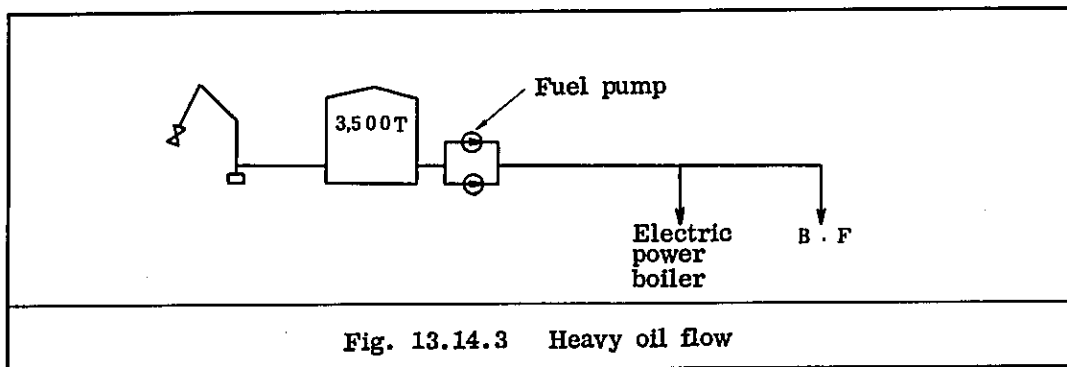 Fuel pump
3,500T
Electric
power
boiler
B . F
Fig. 13.14.3 Heavy oil flow